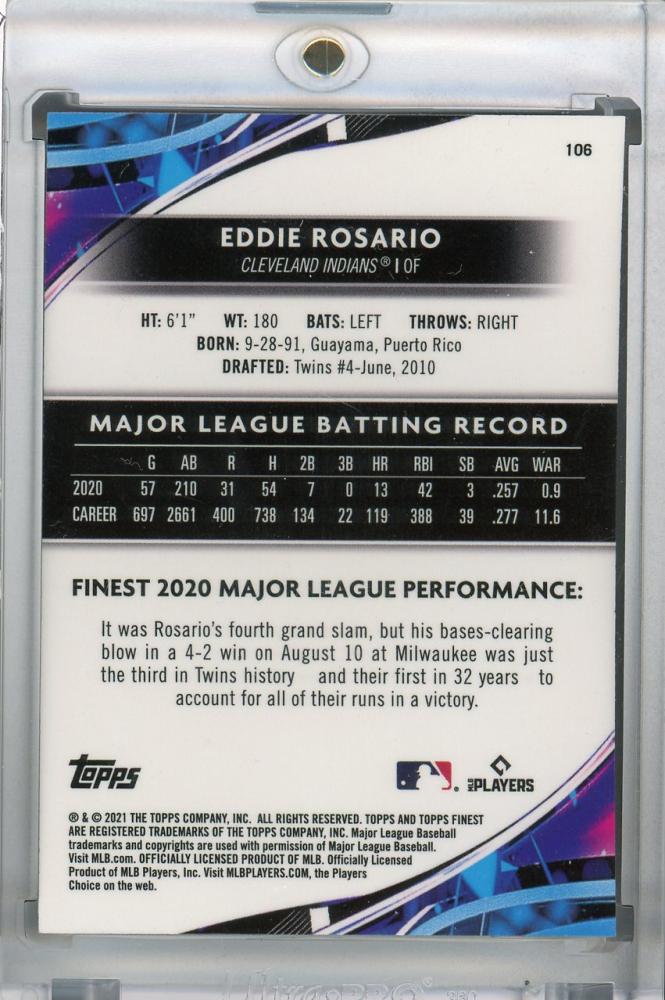 106
EDDIE ROSARIO
CLEVELAND INDIANS® | OF
HT: 6'1" WT: 180 BATS: LEFT THROWS: RIGHT
BORN: 9-28-91, Guayama, Puerto Rico
DRAFTED: Twins #4-June, 2010
MAJOR LEAGUE BATTING RECORD
G AB R H 2B 3B HR RBI SB AVG WAR
2020 57 210 31 54 7 0 13 42 3 .257 0.9
CAREER 697 2661 400 738 134 22 119 388 39 .277 11.6
FINEST 2020 MAJOR LEAGUE PERFORMANCE:
It was Rosario's fourth grand slam, but his bases-clearing
blow in a 4-2 win on August 10 at Milwaukee was just
the third in Twins history and their first in 32 years to
account for all of their runs in a victory.
Topps
MLB PLAYERS
® & © 2021 THE TOPPS COMPANY, INC. ALL RIGHTS RESERVED. TOPPS AND TOPPS FINEST
ARE REGISTERED TRADEMARKS OF THE TOPPS COMPANY, INC. Major League Baseball
trademarks and copyrights are used with permission of Major League Baseball.
Visit MLB.com. OFFICIALLY LICENSED PRODUCT OF MLB. Officially Licensed
Product of MLB Players, Inc. Visit MLBPLAYERS.COM, the Players
Choice on the web.
Ultra PRO®